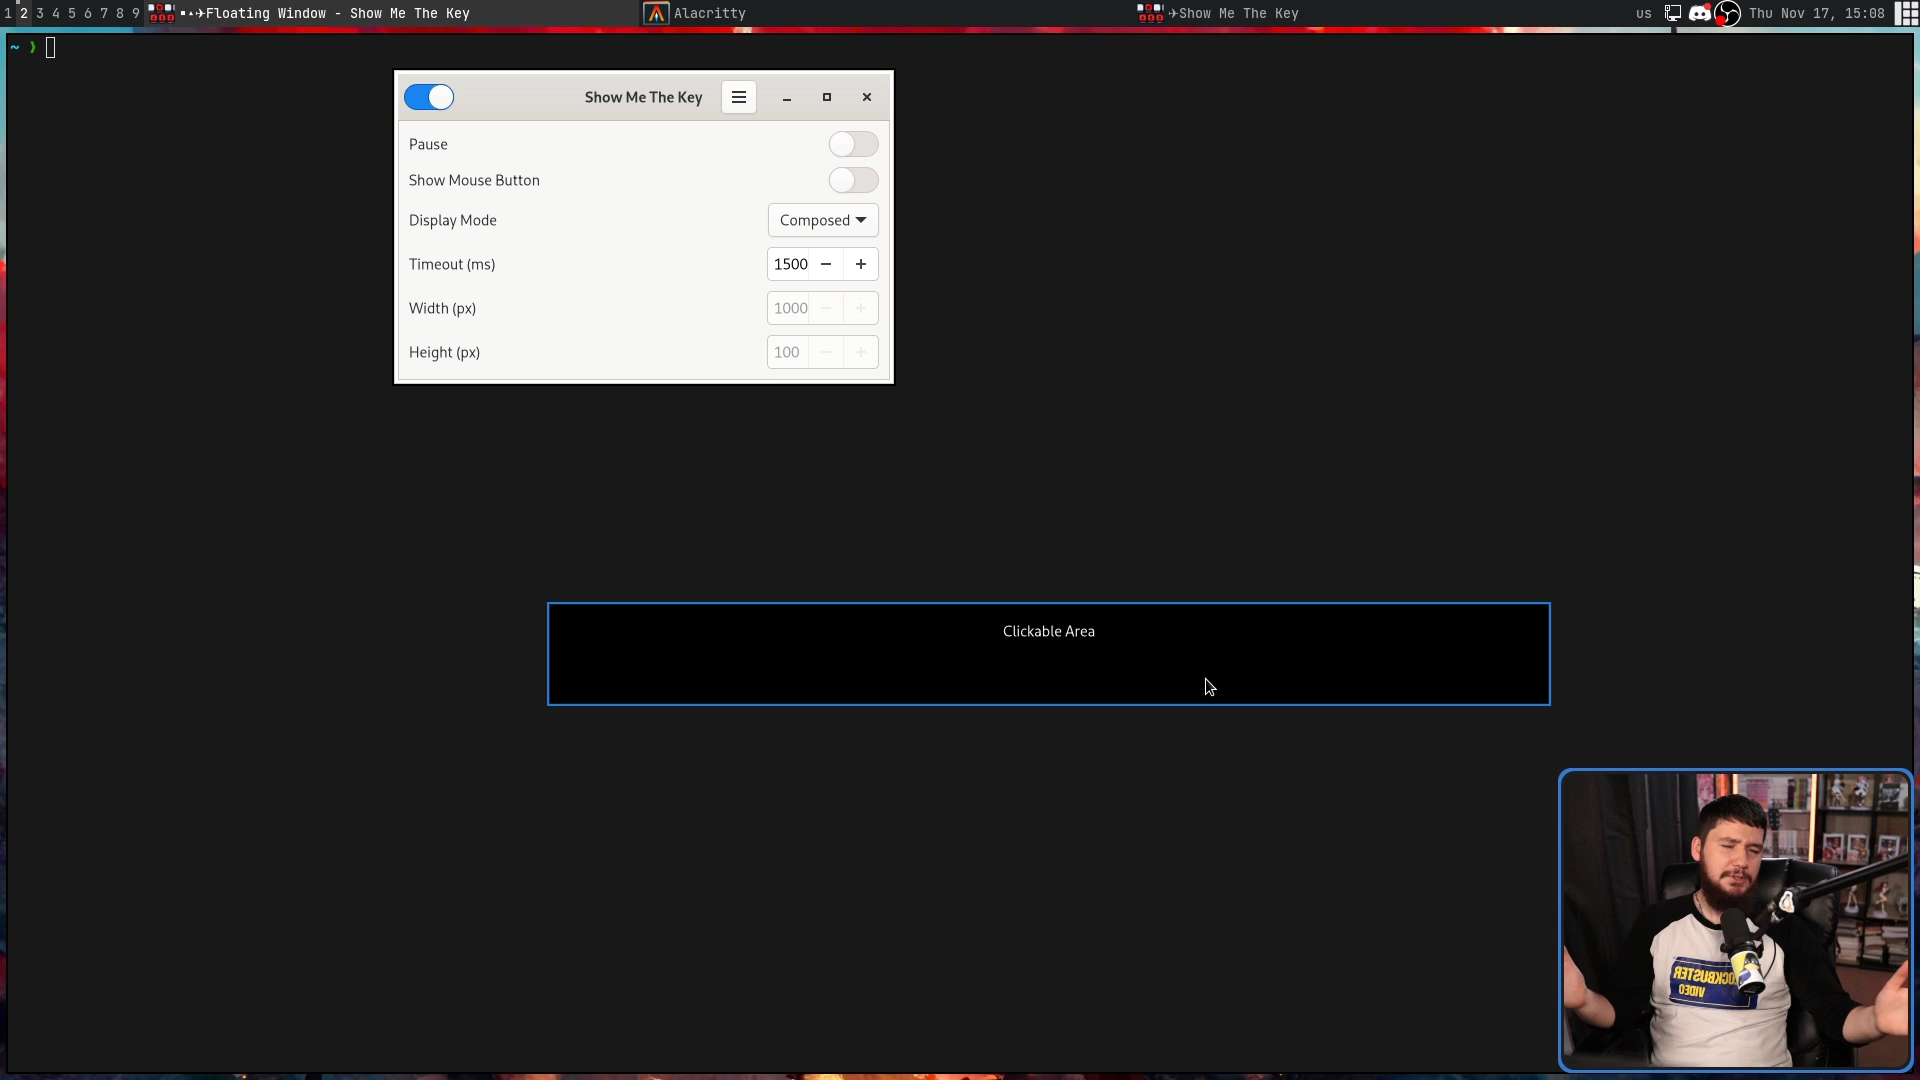 1 2 3 4 5 6 7 8 9 Floating Window - Show Me The Key Alacritty Show Me The Key us Thu Nov 17, 15:08
~ ❯
Show Me The Key
Pause
Show Mouse Button
Display Mode Composed
Timeout (ms) 1500 − +
Width (px) 1000 − +
Height (px) 100 − +
Clickable Area
BLOCKBUSTER
VIDEO